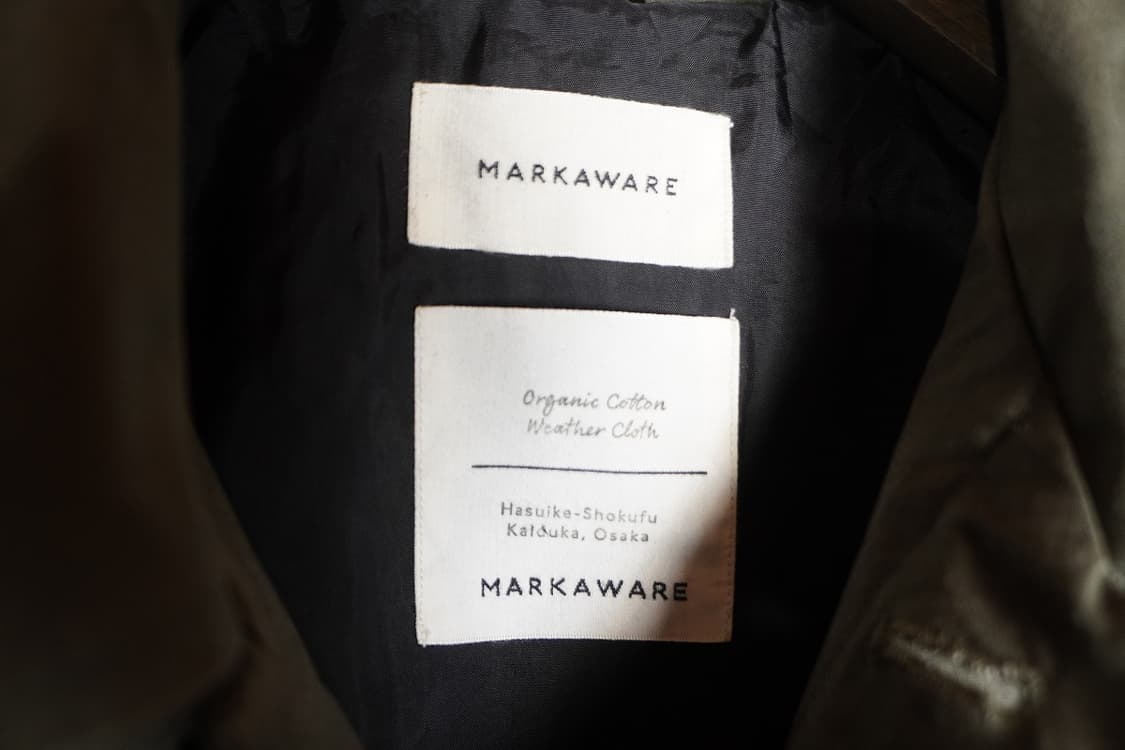 MARKAWARE
Organic Cotton
Weather Cloth
Hasuike-Shokufu
Kaiduka, Osaka
MARKAWARE